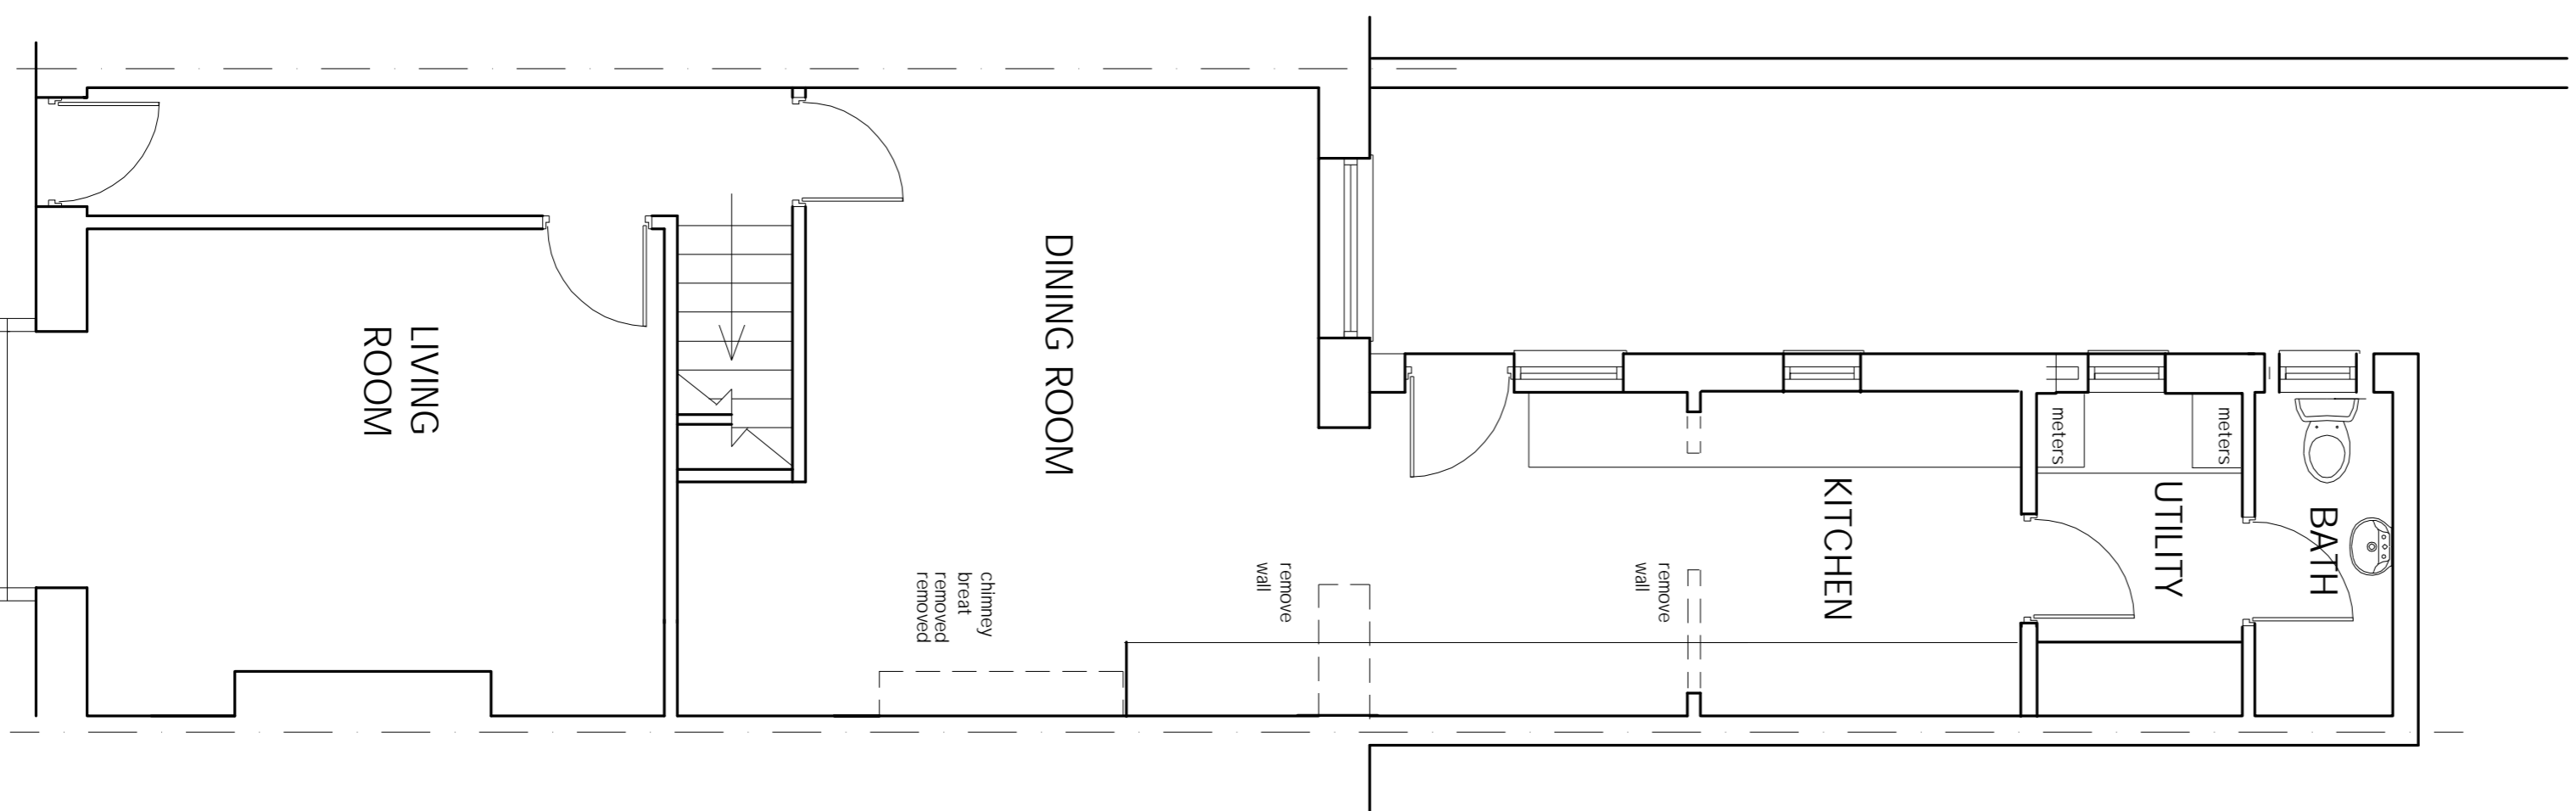 LIVING
ROOM
DINING ROOM
chimney
breat
removed
removed
remove
wall
remove
wall
KITCHEN
meters
meters
UTILITY
BATH